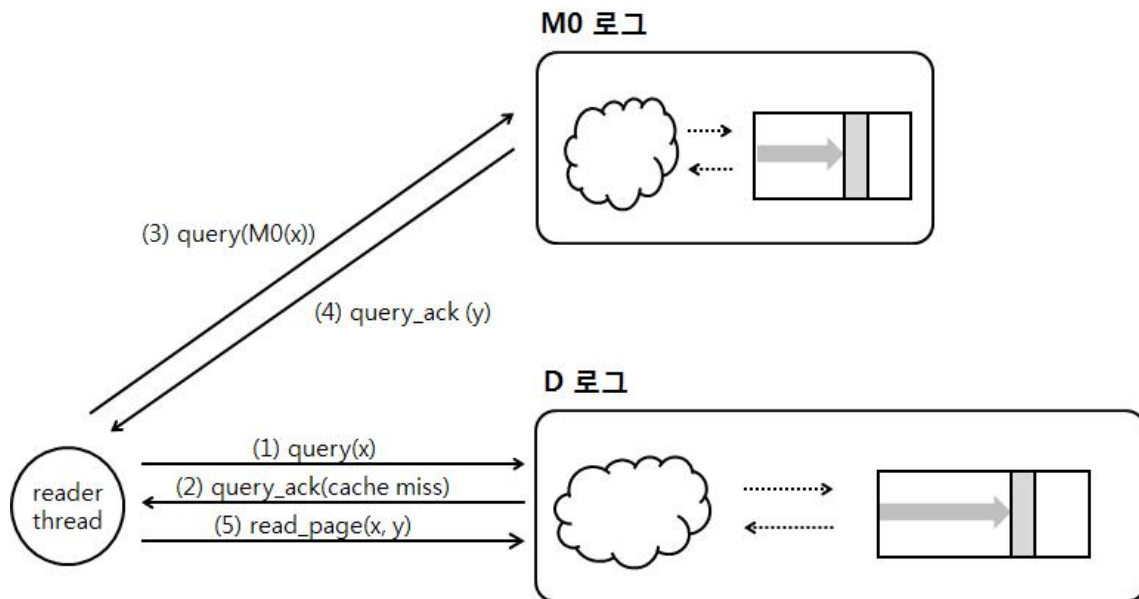 M0 로그
(3) query(M0(x))
(4) query_ack (y)
D 로그
(1) query(x)
(2) query_ack(cache miss)
(5) read_page(x, y)
reader
thread